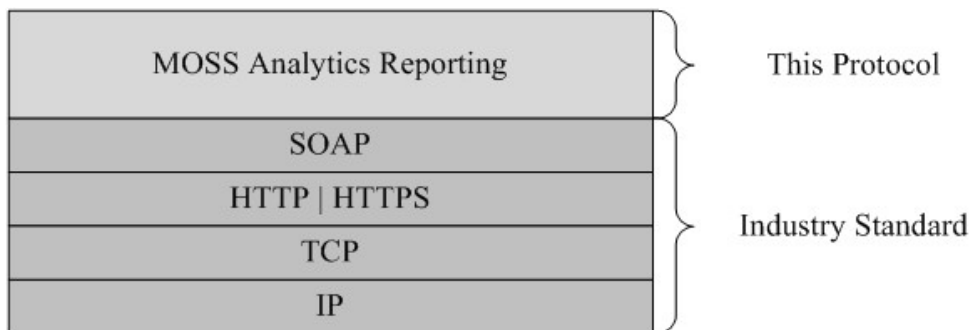 MOSS Analytics Reporting
This Protocol
SOAP
HTTP | HTTPS
TCP
IP
Industry Standard